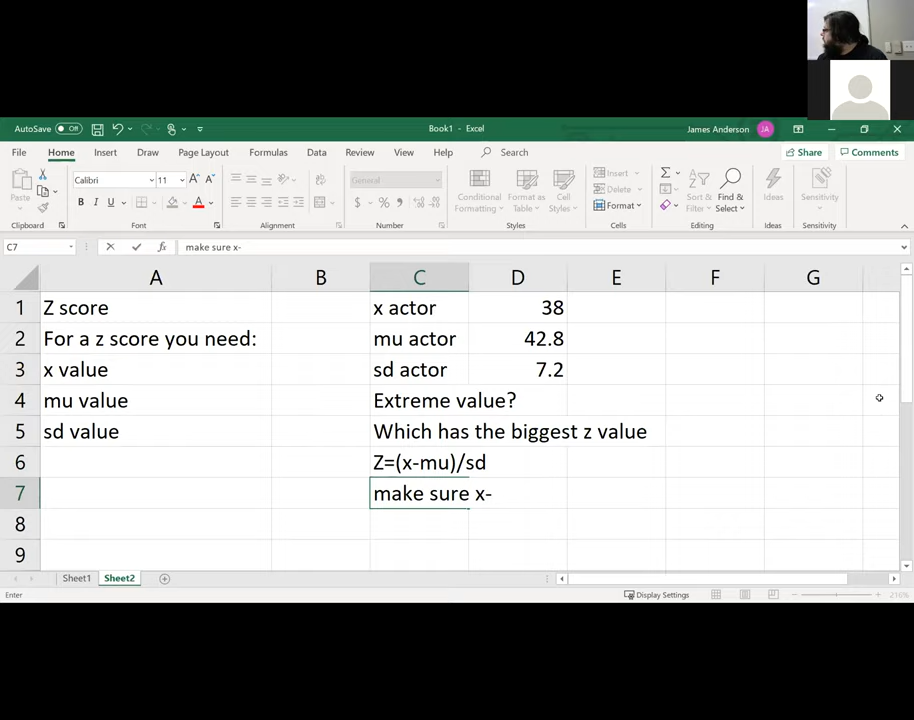 AutoSave Off
Book1 - Excel
James Anderson JA
File Home Insert Draw Page Layout Formulas Data Review View Help Search Share Comments
Paste
Calibri 11 A A
B I U A
General
$ % ,
Conditional Formatting
Format as Table
Cell Styles
Insert
Delete
Format
Sort & Filter
Find & Select
Ideas
Sensitivity
Clipboard Font Alignment Number Styles Cells Editing Ideas Sensitivity
C7 fx make sure x-
A B C D E F G
1 Z score x actor 38
2 For a z score you need: mu actor 42.8
3 x value sd actor 7.2
4 mu value Extreme value?
5 sd value Which has the biggest z value
6 Z=(x-mu)/sd
7 make sure x-
8
9
Sheet1 Sheet2
Enter Display Settings 216%